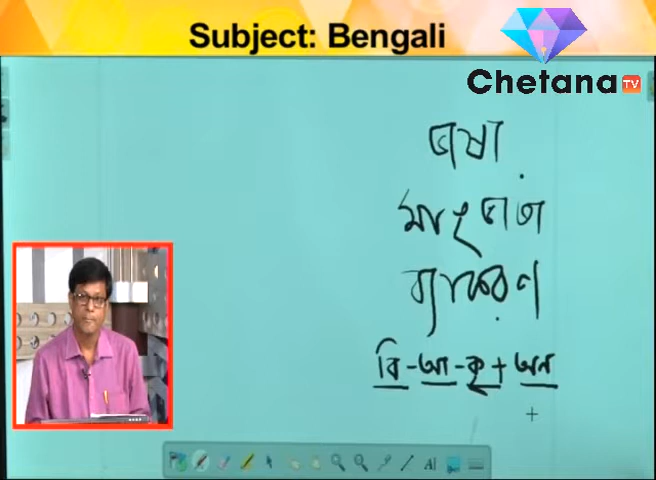 Subject: Bengali
Chetana TV
ভাষা
ব্যাকরণ
বি-আ-কৃ+অন